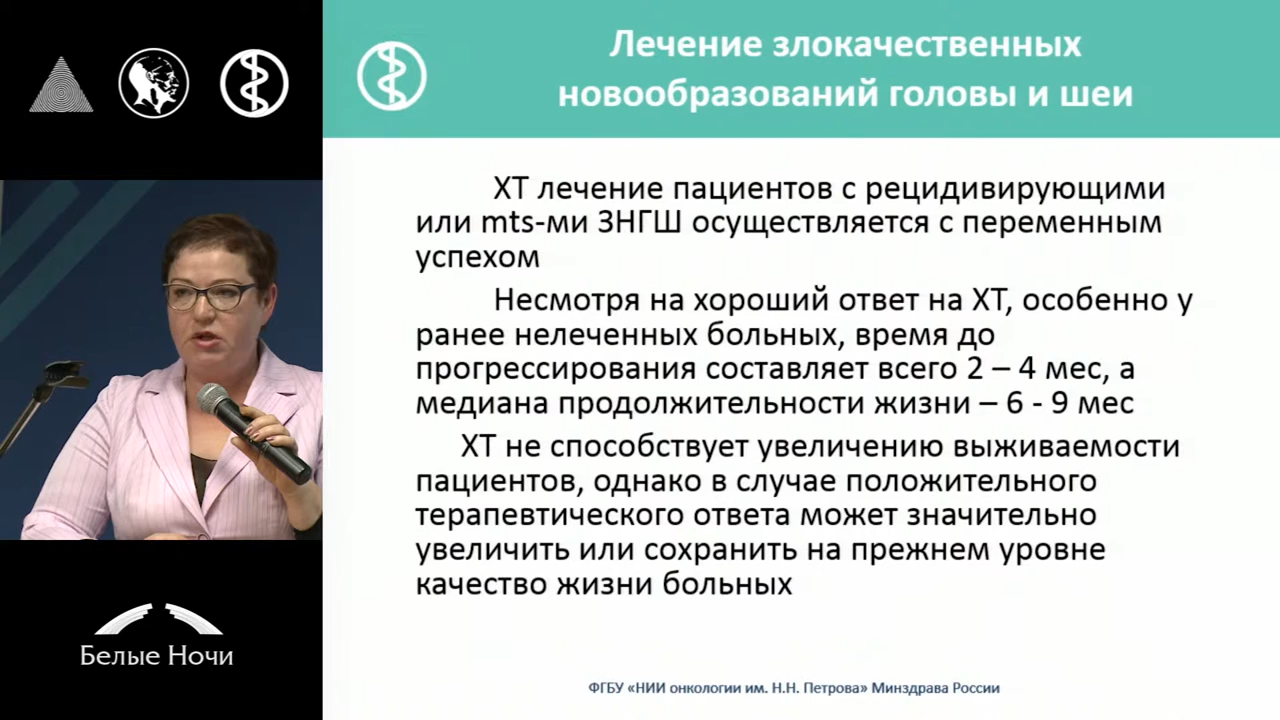 Лечение злокачественных
новообразований головы и шеи
ХТ лечение пациентов с рецидивирующими
или mts-ми ЗНГШ осуществляется с переменным
успехом
Несмотря на хороший ответ на ХТ, особенно у
ранее нелеченных больных, время до
прогрессирования составляет всего 2 – 4 мес, а
медиана продолжительности жизни – 6 - 9 мес
ХТ не способствует увеличению выживаемости
пациентов, однако в случае положительного
терапевтического ответа может значительно
увеличить или сохранить на прежнем уровне
качество жизни больных
Белые Ночи
ФГБУ «НИИ онкологии им. Н.Н. Петрова» Минздрава России